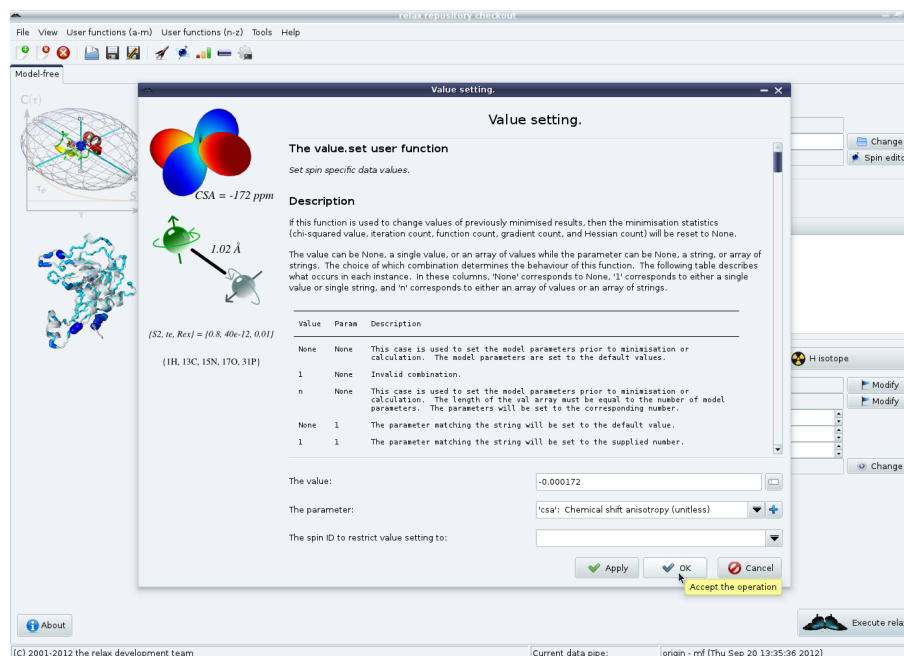 relax repository checkout
File View User functions (a-m) User functions (n-z) Tools Help
Model-free
C(τ)
τe
S
τ
Value setting.
CSA = -172 ppm
1.02 Å
{S2, te, Rex} = {0.8, 40e-12, 0.01}
{1H, 13C, 15N, 17O, 31P}
Value setting.
The value.set user function
Set spin specific data values.
Description
If this function is used to change values of previously minimised results, then the minimisation statistics
(chi-squared value, iteration count, function count, gradient count, and Hessian count) will be reset to None.
The value can be None, a single value, or an array of values while the parameter can be None, a string, or array of
strings. The choice of which combination determines the behaviour of this function. The following table describes
what occurs in each instance. In these columns, 'None' corresponds to None, '1' corresponds to either a single
value or single string, and 'n' corresponds to either an array of values or an array of strings.
Value Param Description
None None This case is used to set the model parameters prior to minimisation or
calculation. The model parameters are set to the default values.
1 None Invalid combination.
n None This case is used to set the model parameters prior to minimisation or
calculation. The length of the val array must be equal to the number of model
parameters. The parameters will be set to the corresponding number.
None 1 The parameter matching the string will be set to the default value.
1 1 The parameter matching the string will be set to the supplied number.
The value: -0.000172
The parameter: 'csa': Chemical shift anisotropy (unitless)
The spin ID to restrict value setting to:
Apply OK Cancel
Accept the operation
Change
Spin edito
H isotope
Modify
Modify
Change
About
Execute rela
(C) 2001-2012 the relax development team Current data pipe: origin - mf (Thu Sep 20 13:35:36 2012)